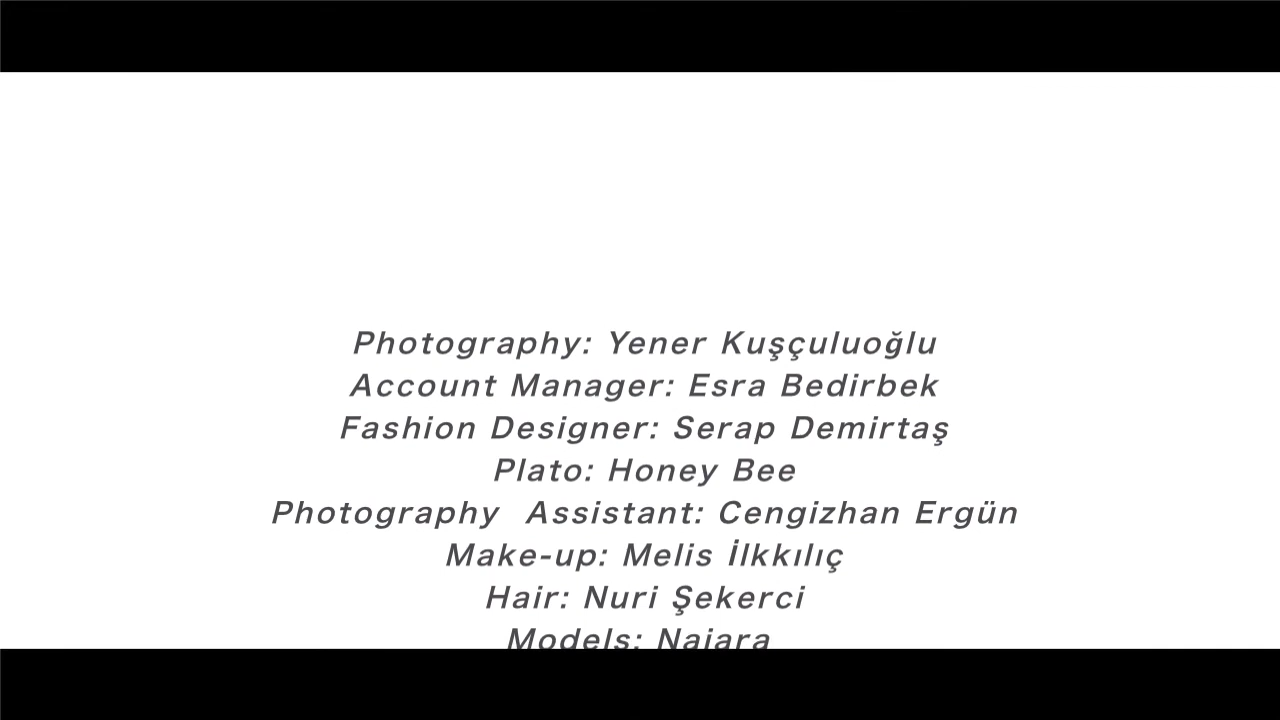 Photography: Yener Kuşçuluoğlu
Account Manager: Esra Bedirbek
Fashion Designer: Serap Demirtaş
Plato: Honey Bee
Photography  Assistant: Cengizhan Ergün
Make-up: Melis İlkkılıç
Hair: Nuri Şekerci
Models: